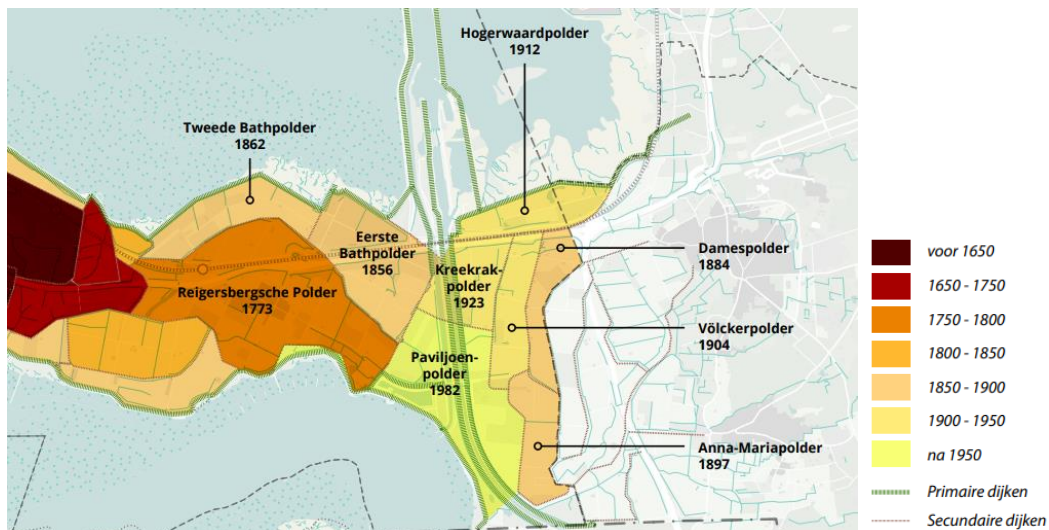 Hogerwaardpolder
1912
Tweede Bathpolder
1862
Eerste
Bathpolder
1856
Kreekrak-
polder
1923
Damespolder
1884
Reigersbergsche Polder
1773
Völckerpolder
1904
Paviljoen-
polder
1982
Anna-Mariapolder
1897
voor 1650
1650 - 1750
1750 - 1800
1800 - 1850
1850 - 1900
1900 - 1950
na 1950
Primaire dijken
Secundaire dijken